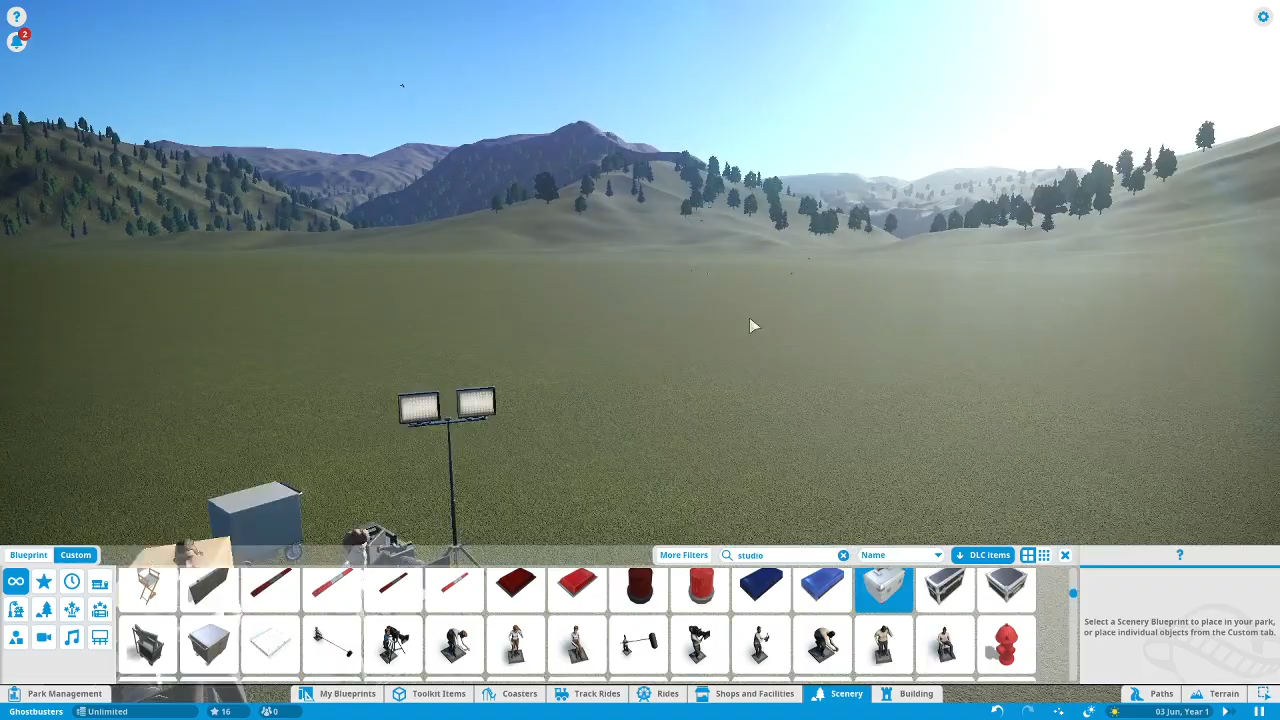 ?
2
Blueprint Custom
More Filters studio Name DLC items ?
Select a Scenery Blueprint to place in your park, or place individual objects from the Custom tab.
Park Management My Blueprints Toolkit Items Coasters Track Rides Rides Shops and Facilities Scenery Building Paths Terrain
Ghostbusters Unlimited 16 0 03 Jun, Year 1